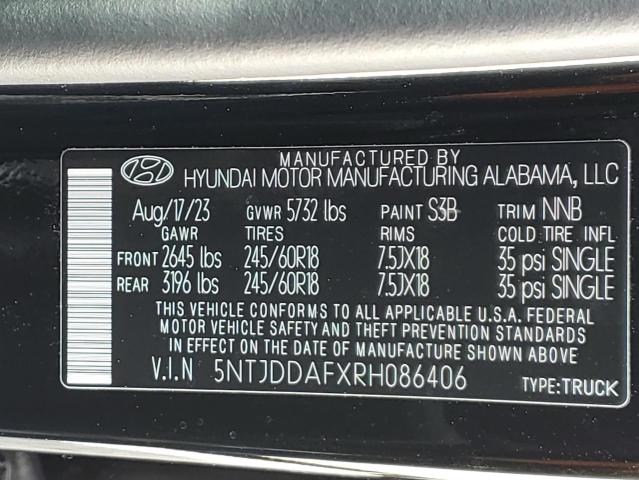 MANUFACTURED BY
HYUNDAI MOTOR MANUFACTURING ALABAMA, LLC
Aug/17/23 GVWR 5732 lbs PAINT S3B TRIM NNB
GAWR TIRES RIMS COLD TIRE INFL
FRONT 2645 lbs 245/60R18 7.5JX18 35 psi SINGLE
REAR 3196 lbs 245/60R18 7.5JX18 35 psi SINGLE
THIS VEHICLE CONFORMS TO ALL APPLICABLE U.S.A. FEDERAL
MOTOR VEHICLE SAFETY AND THEFT PREVENTION STANDARDS
IN EFFECT ON THE DATE OF MANUFACTURE SHOWN ABOVE
V.I.N 5NTJDDAFXRH086406 TYPE:TRUCK